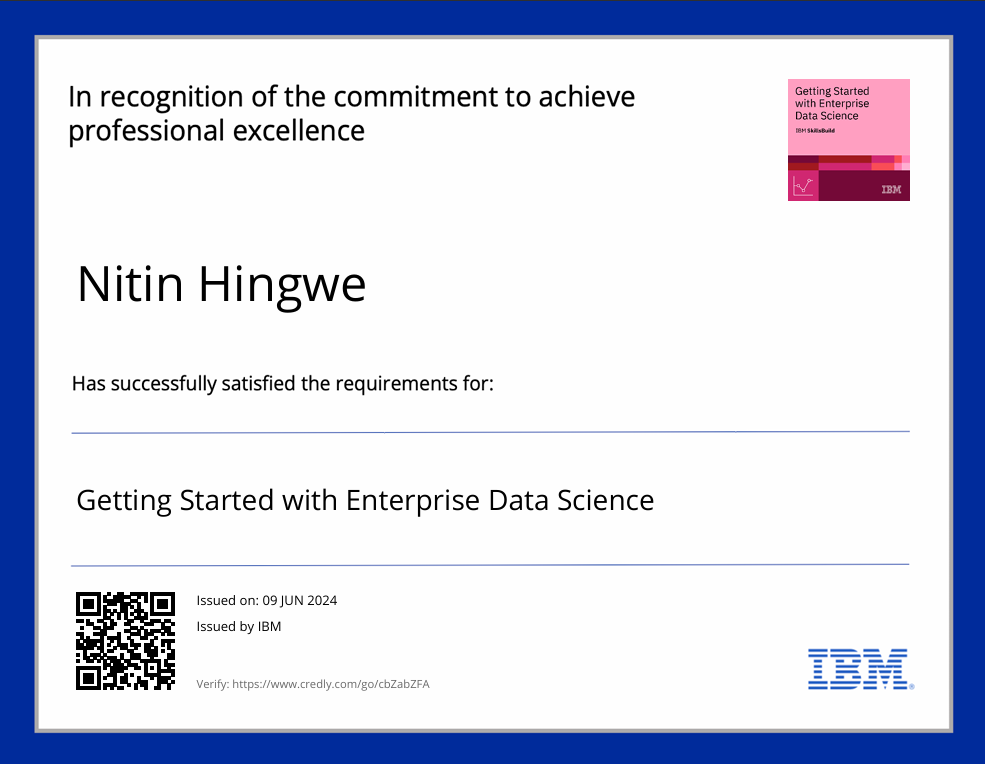 In recognition of the commitment to achieve
professional excellence
Getting Started
with Enterprise
Data Science
IBM SkillsBuild
IBM
Nitin Hingwe
Has successfully satisfied the requirements for:
Getting Started with Enterprise Data Science
Issued on: 09 JUN 2024
Issued by IBM
Verify: https://www.credly.com/go/cbZabZFA
IBM®